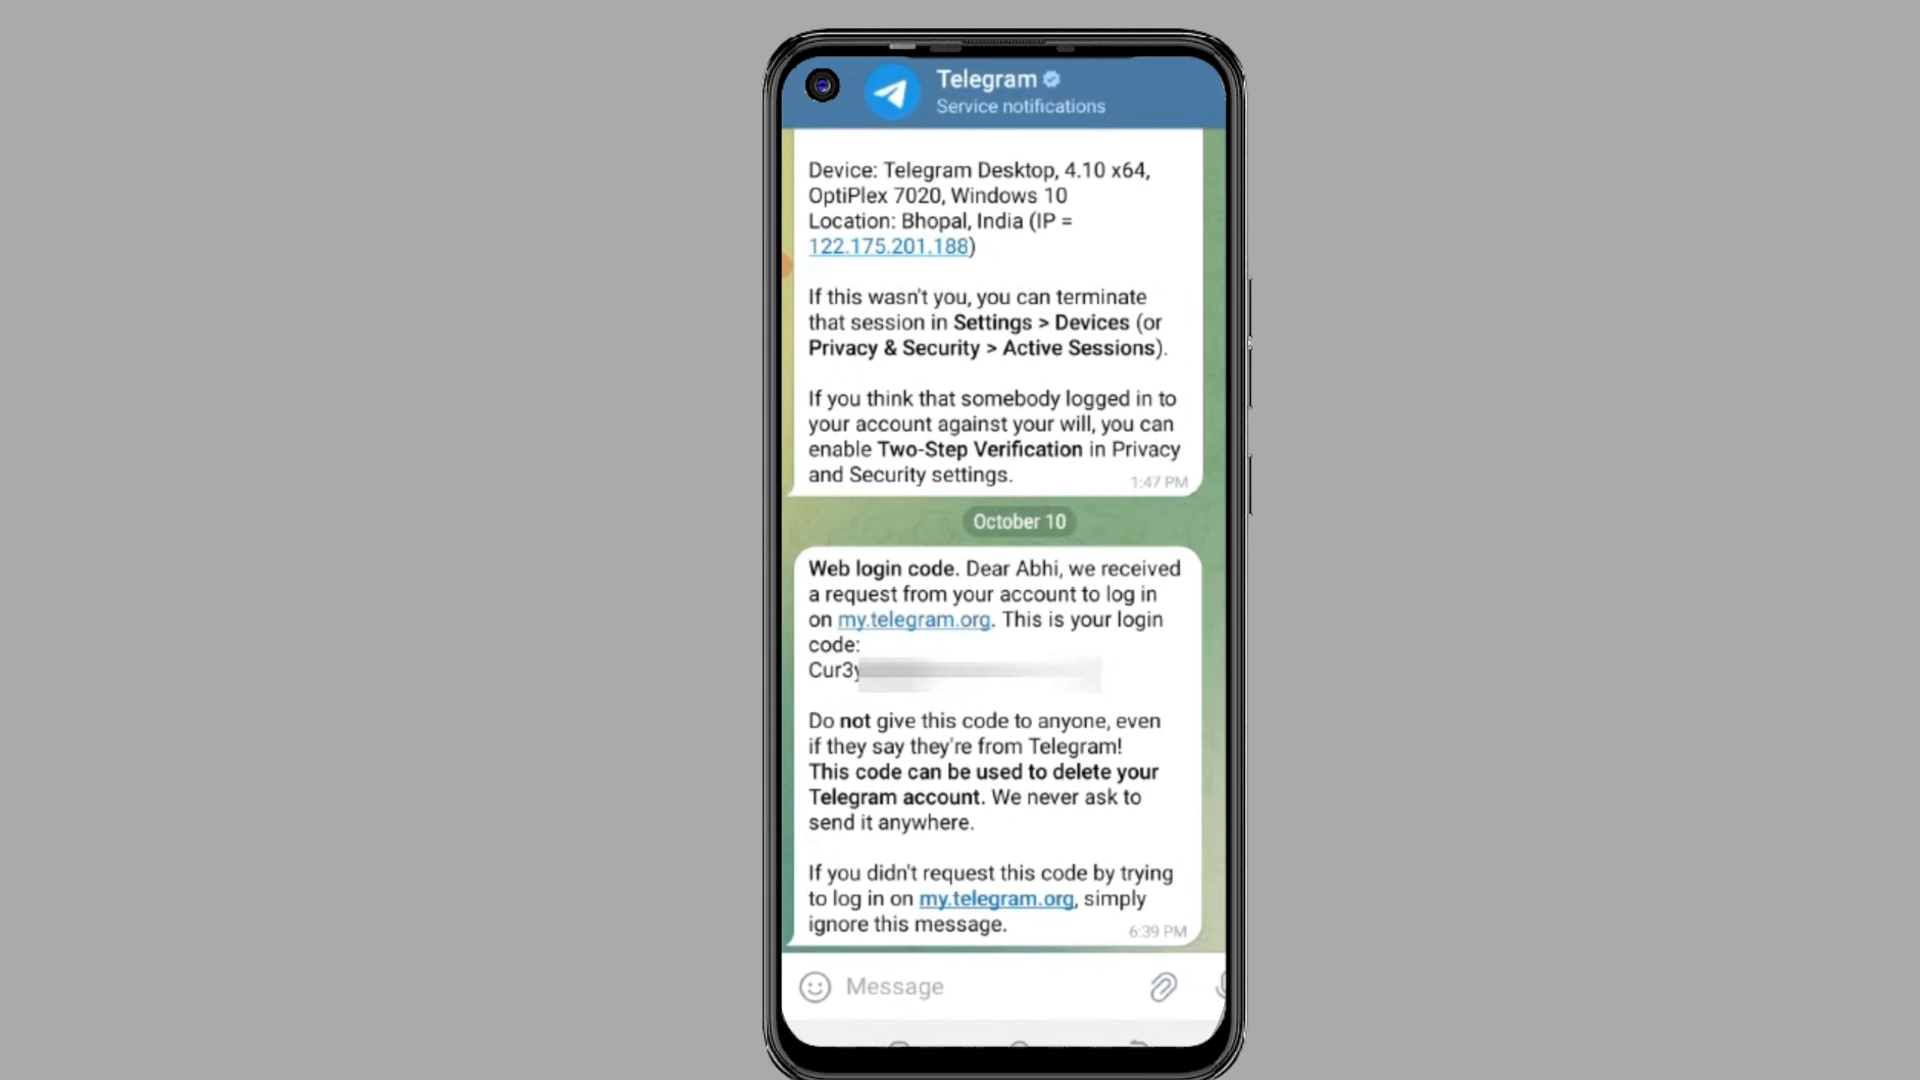 Telegram
Service notifications
Device: Telegram Desktop, 4.10 x64,
OptiPlex 7020, Windows 10
Location: Bhopal, India (IP =
122.175.201.188)
If this wasn't you, you can terminate
that session in Settings > Devices (or
Privacy & Security > Active Sessions).
If you think that somebody logged in to
your account against your will, you can
enable Two-Step Verification in Privacy
and Security settings.
1:47 PM
October 10
Web login code. Dear Abhi, we received
a request from your account to log in
on my.telegram.org. This is your login
code:
Cur3y
Do not give this code to anyone, even
if they say they're from Telegram!
This code can be used to delete your
Telegram account. We never ask to
send it anywhere.
If you didn't request this code by trying
to log in on my.telegram.org, simply
ignore this message.
6:39 PM
Message